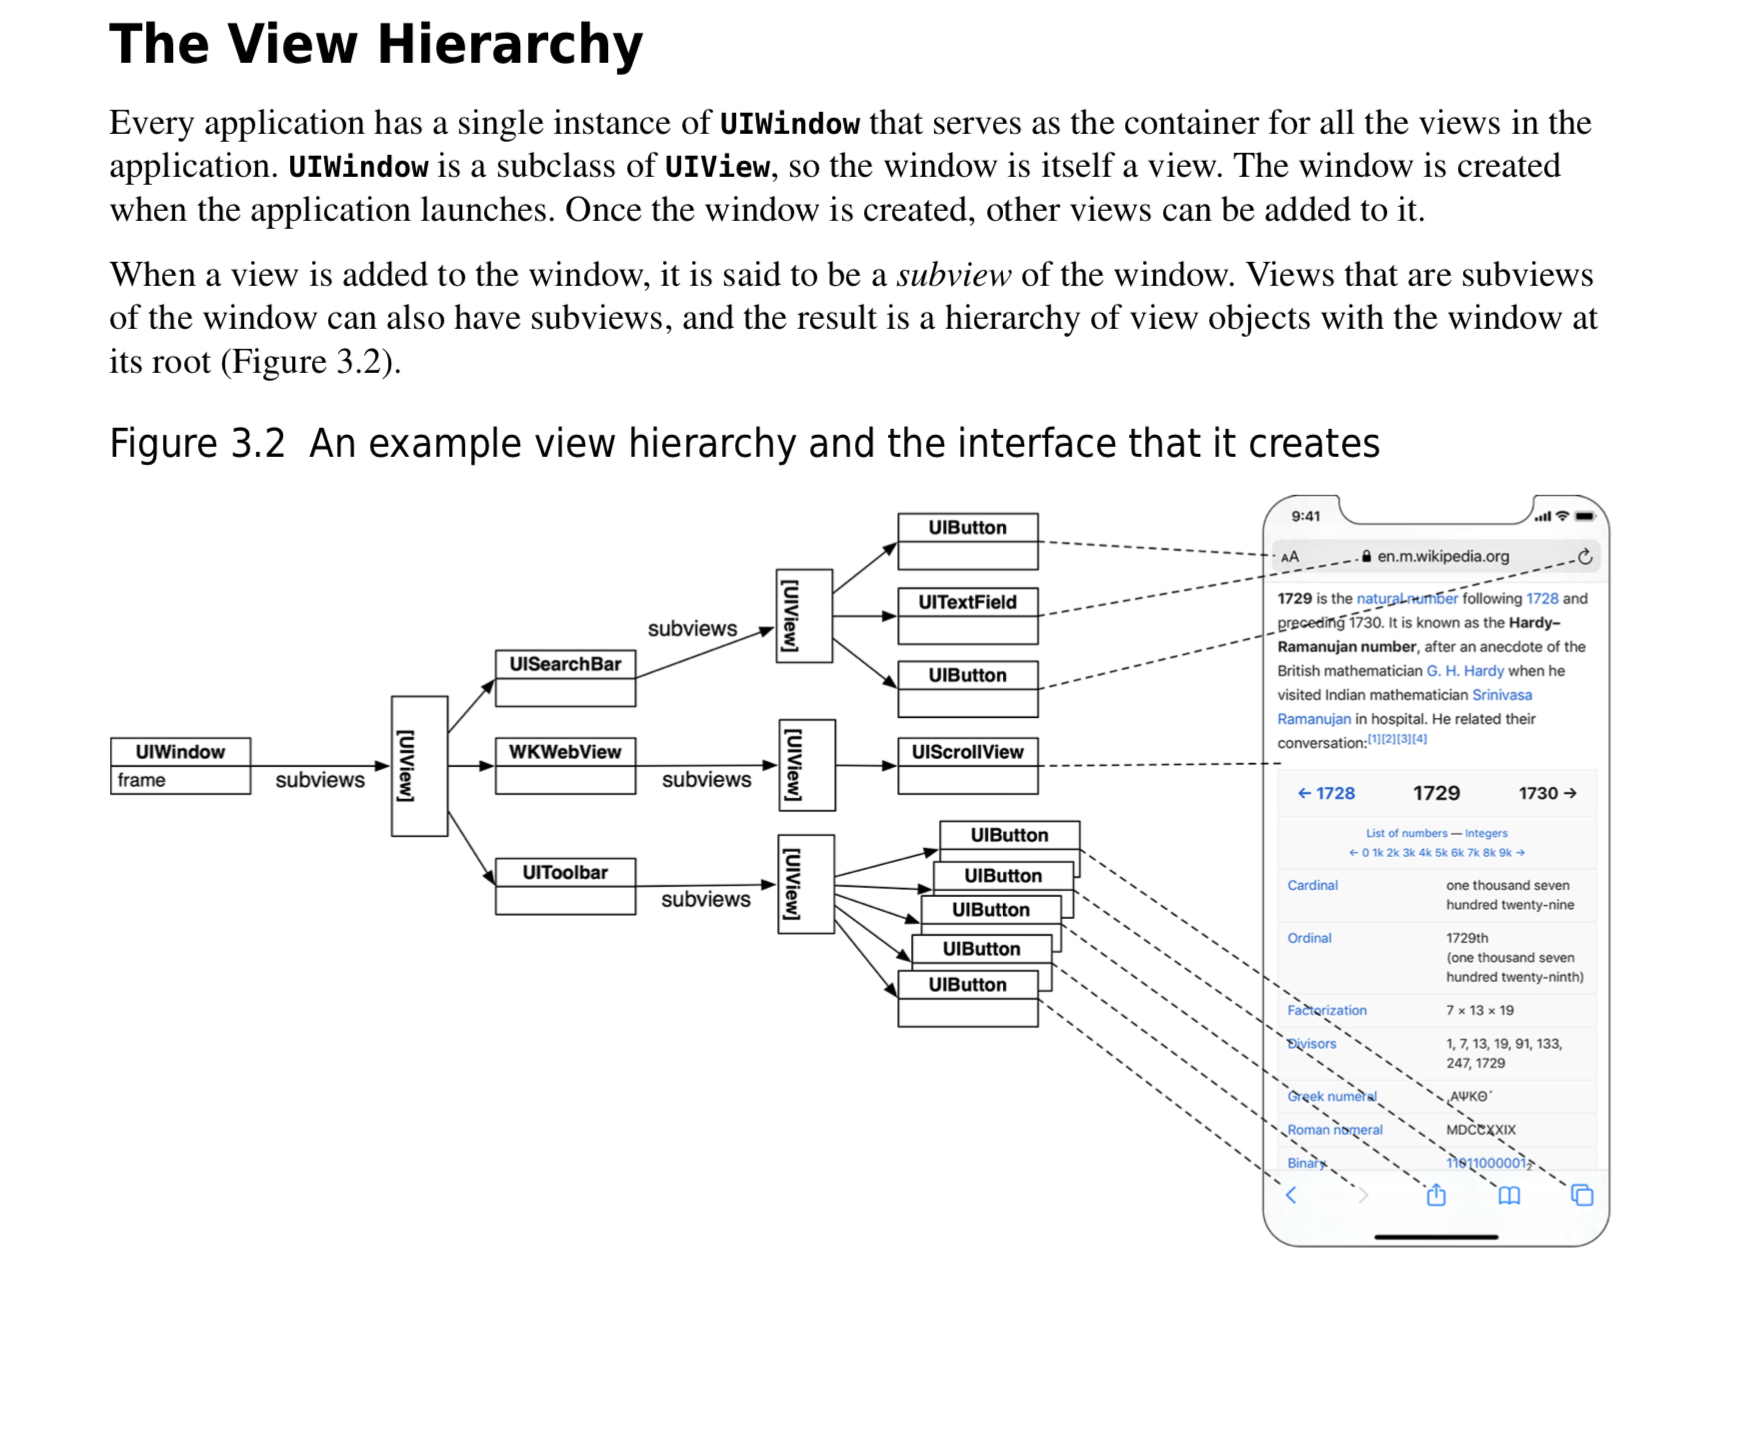 The View Hierarchy
Every application has a single instance of UIWindow that serves as the container for all the views in the
application. UIWindow is a subclass of UIView, so the window is itself a view. The window is created
when the application launches. Once the window is created, other views can be added to it.
When a view is added to the window, it is said to be a subview of the window. Views that are subviews
of the window can also have subviews, and the result is a hierarchy of view objects with the window at
its root (Figure 3.2).
Figure 3.2 An example view hierarchy and the interface that it creates
UIWindow
frame
subviews
[UIView]
UISearchBar
subviews
[UIView]
UIButton
UITextField
UIButton
WKWebView
subviews
[UIView]
UIScrollView
UIToolbar
subviews
[UIView]
UIButton
UIButton
UIButton
UIButton
UIButton
9:41
AA en.m.wikipedia.org
1729 is the natural number following 1728 and
preceding 1730. It is known as the Hardy–
Ramanujan number, after an anecdote of the
British mathematician G. H. Hardy when he
visited Indian mathematician Srinivasa
Ramanujan in hospital. He related their
conversation:[1][2][3][4]
← 1728 1729 1730 →
List of numbers — Integers
← 0 1k 2k 3k 4k 5k 6k 7k 8k 9k →
Cardinal one thousand seven
hundred twenty-nine
Ordinal 1729th
(one thousand seven
hundred twenty-ninth)
Factorization 7 × 13 × 19
Divisors 1, 7, 13, 19, 91, 133,
247, 1729
Greek numeral ͵ΑΨΚΘ´
Roman numeral MDCCXXIX
Binary 11011000001₂